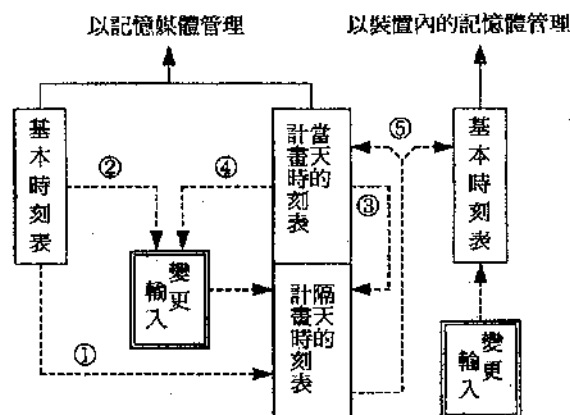 以記憶媒體管理
以裝置內的記憶體管理
基本時刻表
②
④
當天的
計畫時刻表
③
⑤
基本時刻表
變更
輸入
①
隔天的
計畫時刻表
變更
輸入